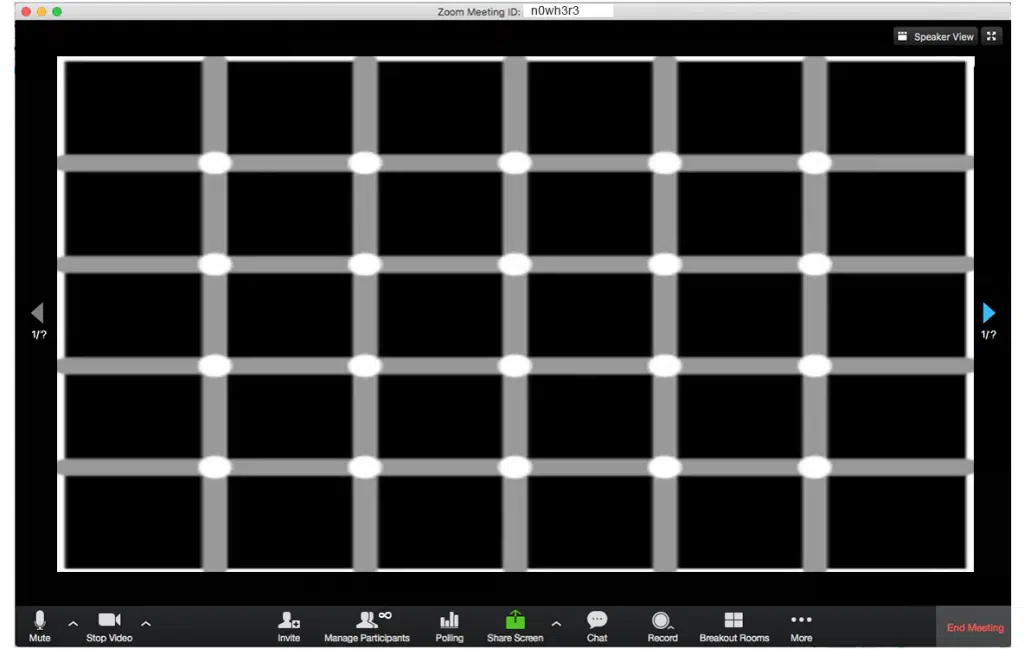 Zoom Meeting ID: n0wh3r3
Speaker View
1/?
1/?
∞
Mute
Stop Video
Invite
Manage Participants
Polling
Share Screen
Chat
Record
Breakout Rooms
More
End Meeting